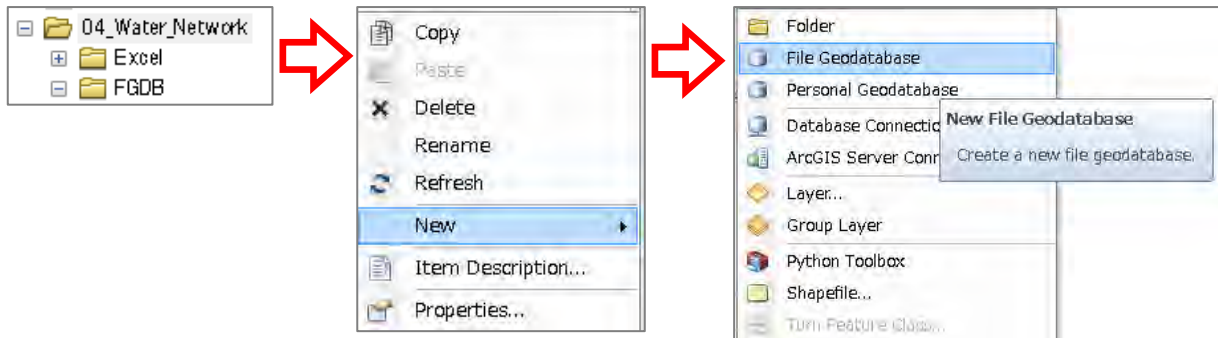 04_Water_Network
Excel
FGDB
Copy
Paste
Delete
Rename
Refresh
New
Item Description...
Properties...
Folder
File Geodatabase
Personal Geodatabase
Database Connectio
ArcGIS Server Conr
Layer...
Group Layer
Python Toolbox
Shapefile...
Turn Feature Class...
New File Geodatabase
Create a new file geodatabase.